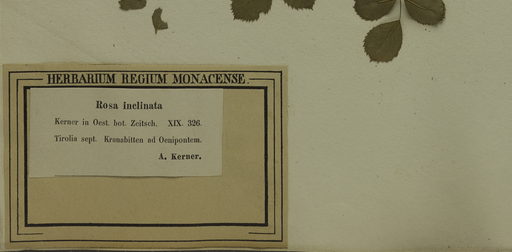 HERBARIUM REGIUM MONACENSE.
Rosa inclinata
Kerner in Oest. bot. Zeitsch. XIX. 326.
Tirolia sept. Kranabitten ad Oenipontem.
A. Kerner.